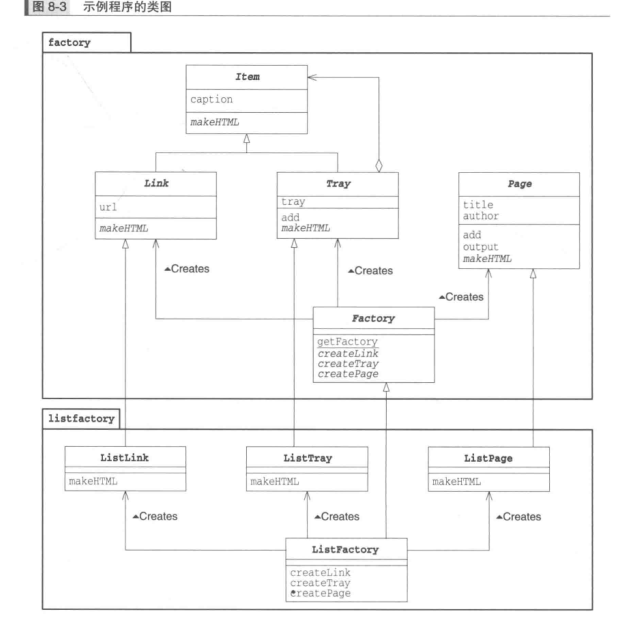 图 8-3 示例程序的类图
factory
Item
caption
makeHTML
Link
url
makeHTML
Tray
tray
add
makeHTML
Page
title
author
add
output
makeHTML
▲Creates
▲Creates
▲Creates
Factory
getFactory
createLink
createTray
createPage
listfactory
ListLink
makeHTML
ListTray
makeHTML
ListPage
makeHTML
▲Creates
▲Creates
▲Creates
ListFactory
createLink
createTray
createPage